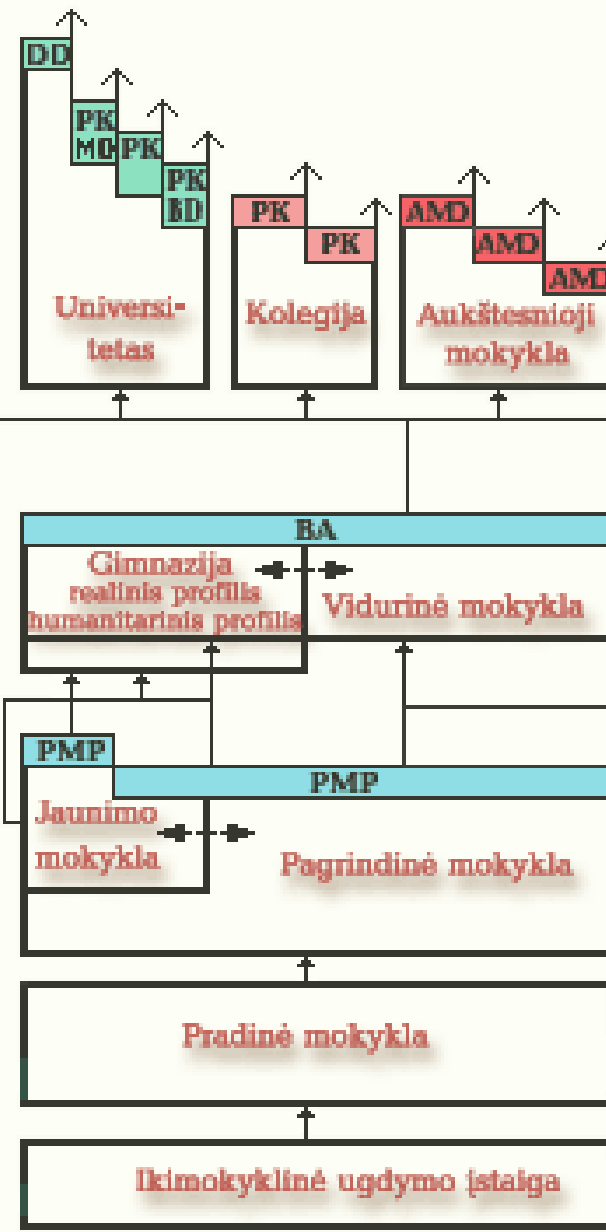 DD
PK
MD
PK
PK
BD
PK
PK
AMD
AMD
AMD
Universi-
tetas
Kolegija
Aukštesnioji
mokykla
BA
Gimnazija
realinis profilis
humanitarinis profilis
Vidurinė mokykla
PMP
PMP
Jaunimo
mokykla
Pagrindinė mokykla
Pradinė mokykla
Ikimokyklinė ugdymo įstaiga